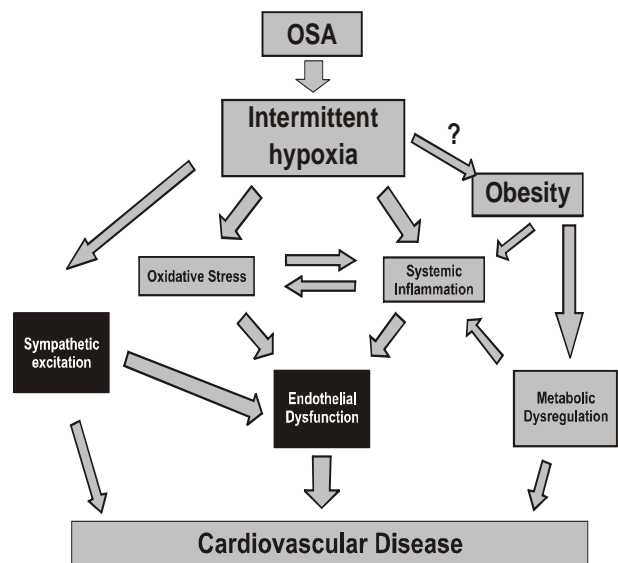 OSA
Intermittent
hypoxia
?
Obesity
Oxidative Stress
Systemic
Inflammation
Sympathetic
excitation
Endothelial
Dysfunction
Metabolic
Dysregulation
Cardiovascular Disease